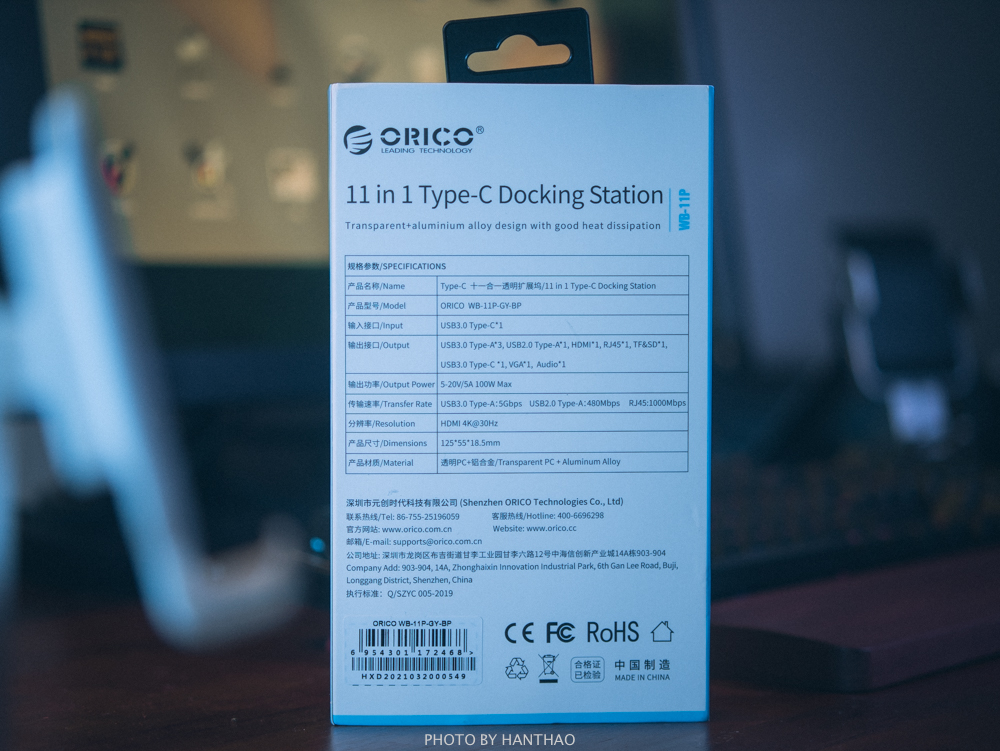 ORICO®
LEADING TECHNOLOGY
11 in 1 Type-C Docking Station
WB-11P
Transparent+aluminium alloy design with good heat dissipation
规格参数/SPECIFICATIONS
产品名称/Name Type-C 十一合一透明扩展坞/11 in 1 Type-C Docking Station
产品型号/Model ORICO WB-11P-GY-BP
输入接口/Input USB3.0 Type-C*1
输出接口/Output USB3.0 Type-A*3, USB2.0 Type-A*1, HDMI*1, RJ45*1, TF&SD*1,
USB3.0 Type-C *1, VGA*1, Audio*1
输出功率/Output Power 5-20V/5A 100W Max
传输速率/Transfer Rate USB3.0 Type-A:5Gbps USB2.0 Type-A:480Mbps RJ45:1000Mbps
分辨率/Resolution HDMI 4K@30Hz
产品尺寸/Dimensions 125*55*18.5mm
产品材质/Material 透明PC+铝合金/Transparent PC + Aluminum Alloy
深圳市元创时代科技有限公司 (Shenzhen ORICO Technologies Co., Ltd)
联系热线/Tel: 86-755-25196059 客服热线/Hotline: 400-6696298
官方网站: www.orico.com.cn Website: www.orico.cc
邮箱/E-mail: supports@orico.com.cn
公司地址: 深圳市龙岗区布吉街道甘李工业园甘李六路12号中海信创新产业城14A栋903-904
Company Add: 903-904, 14A, Zhonghaixin Innovation Industrial Park, 6th Gan Lee Road, Buji,
Longgang District, Shenzhen, China
执行标准: Q/SZYC 005-2019
ORICO WB-11P-GY-BP
6 954301 172468 >
HXD2021032000549
CE FC RoHS
合格证
已检验
中国制造
MADE IN CHINA
PHOTO BY HANTHAO